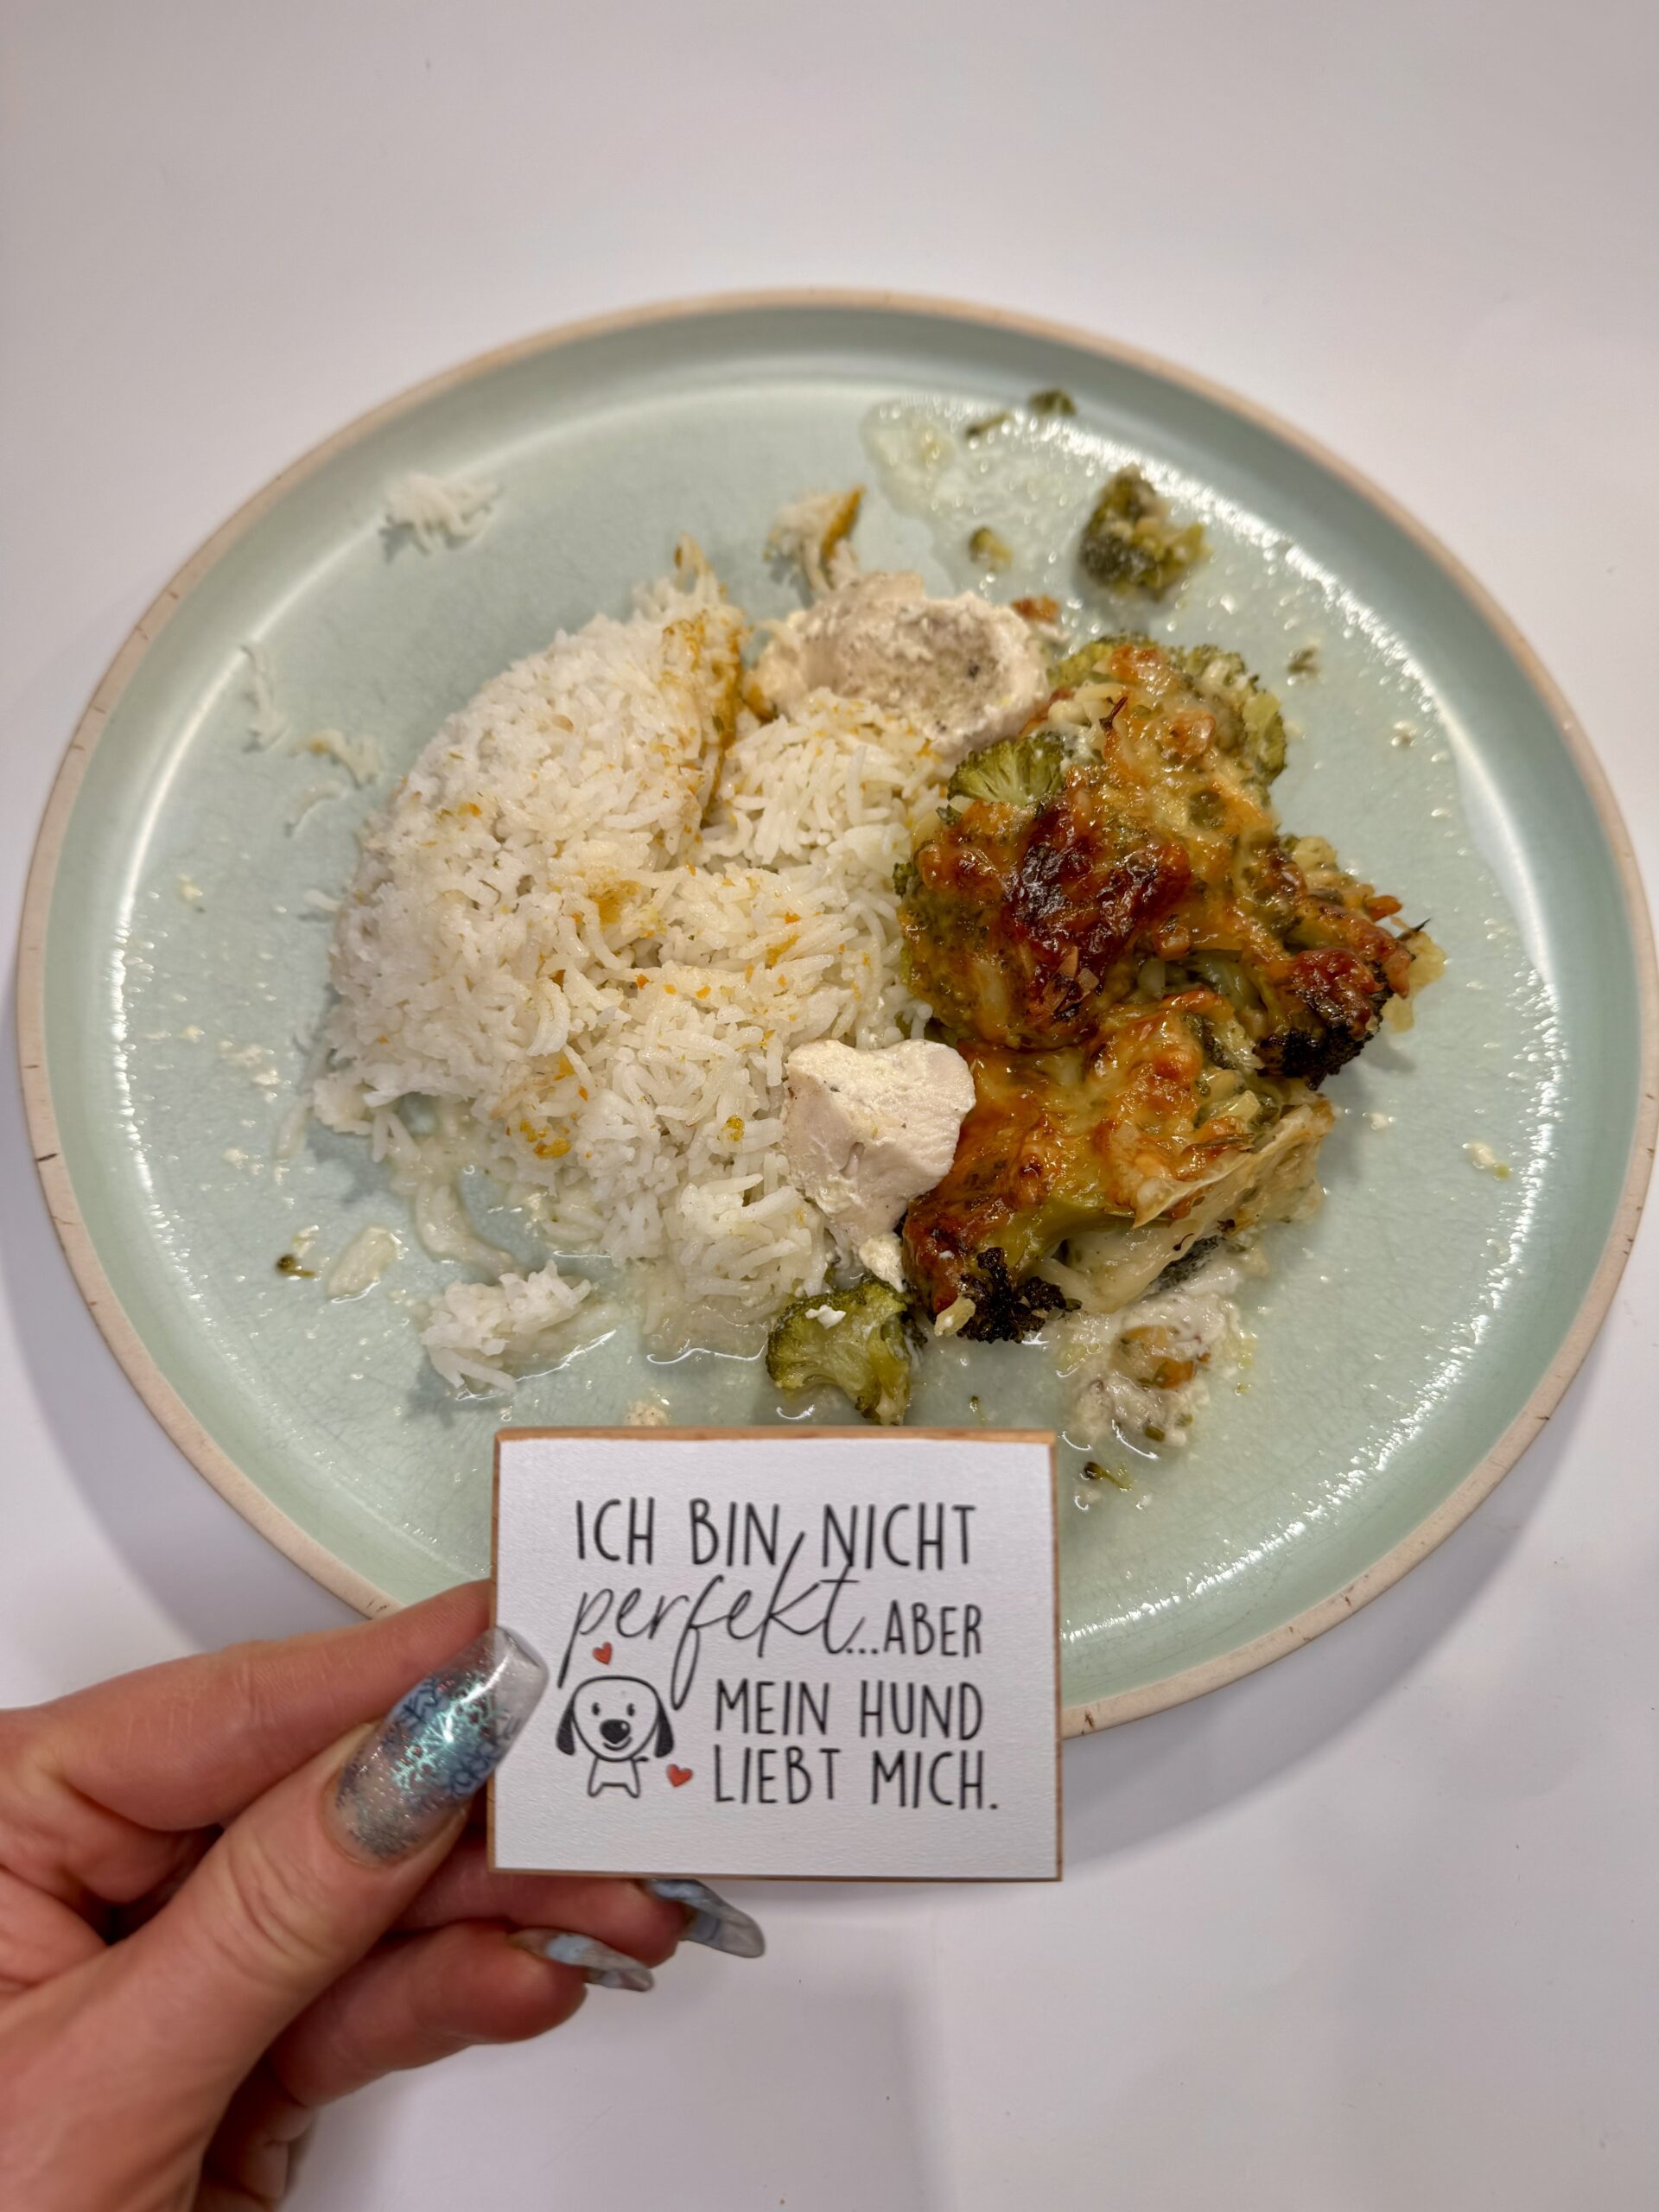 ICH BIN NICHT
perfekt...ABER
MEIN HUND
LIEBT MICH.